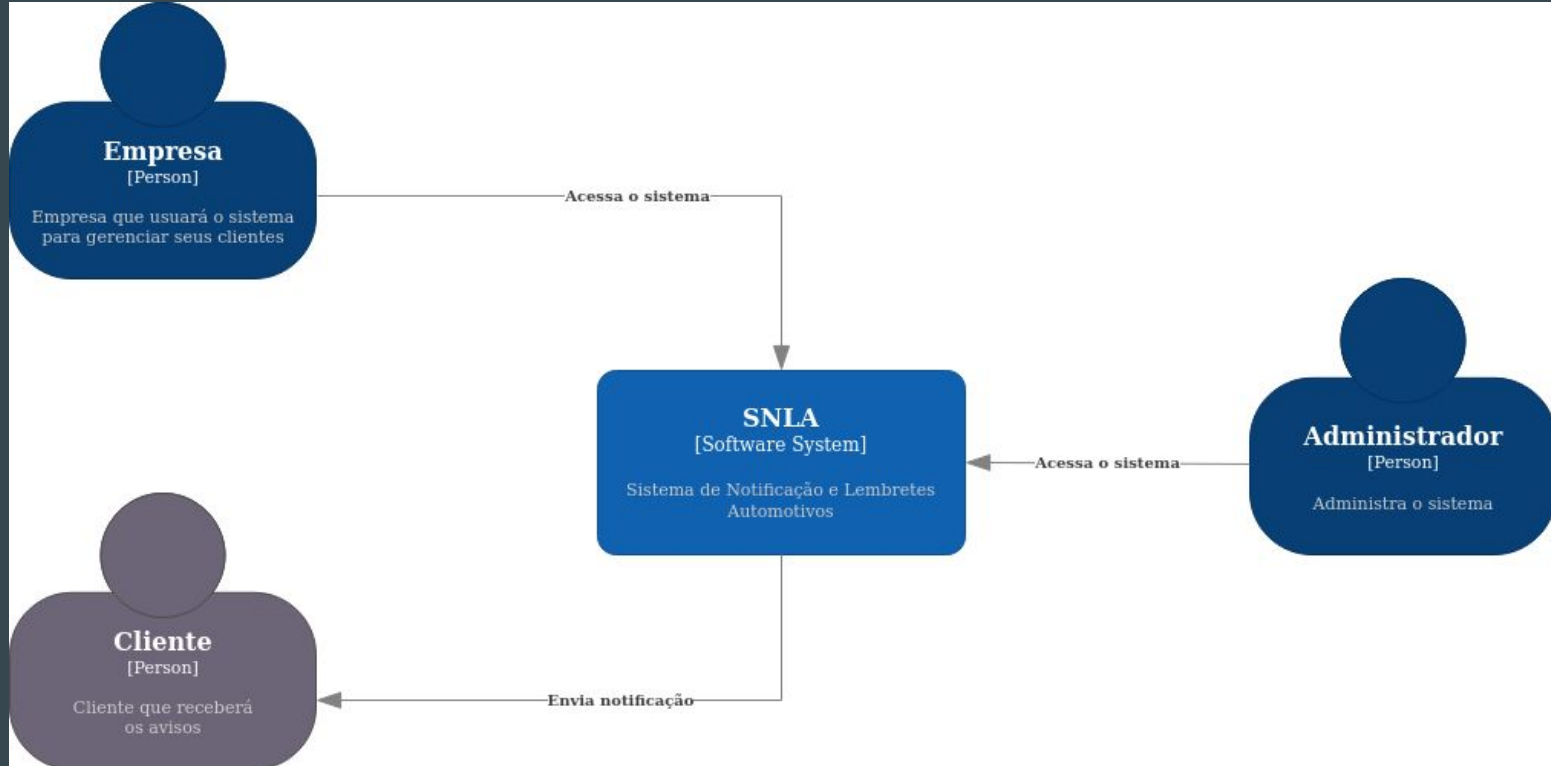 Empresa
[Person]
Empresa que usuará o sistema
para gerenciar seus clientes
Acessa o sistema
SNLA
[Software System]
Sistema de Notificação e Lembretes
Automotivos
Acessa o sistema
Administrador
[Person]
Administra o sistema
Cliente
[Person]
Cliente que receberá
os avisos
Envia notificação